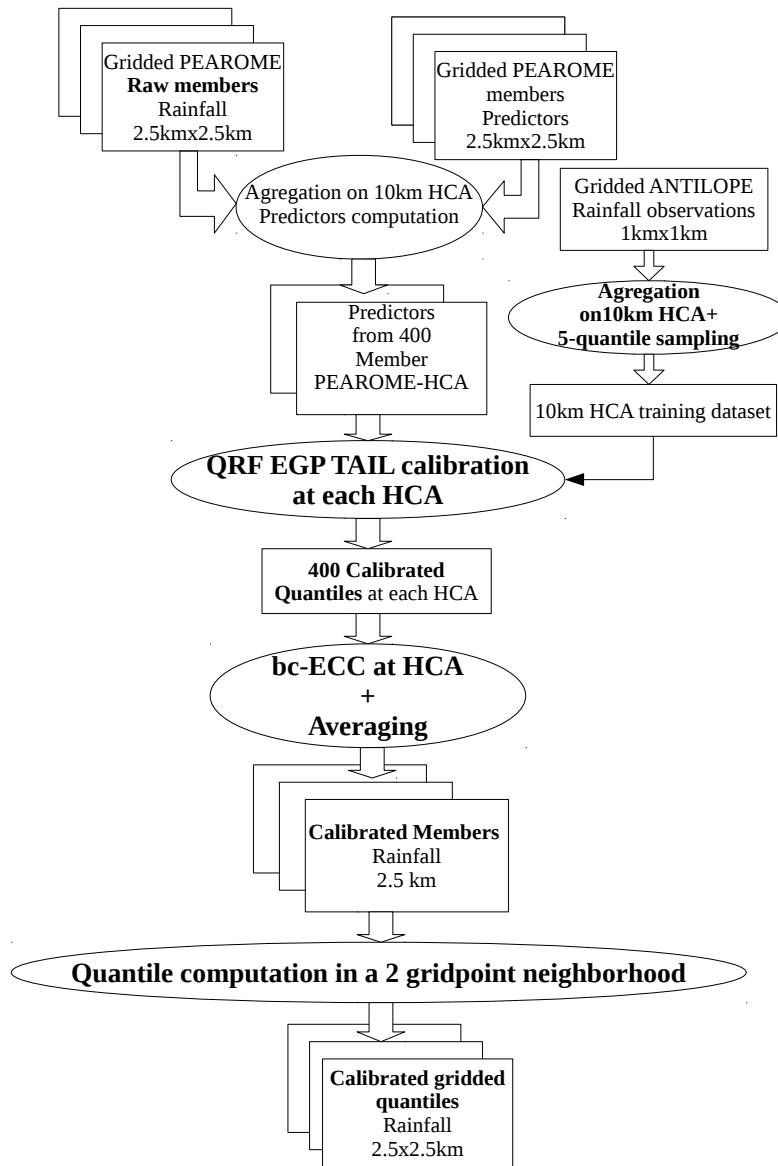 Gridded PEAROME
Raw members
Rainfall
2.5kmx2.5km
Gridded PEAROME
members
Predictors
2.5kmx2.5km
Agregation on 10km HCA
Predictors computation
Gridded ANTILOPE
Rainfall observations
1kmx1km
Agregation
on10km HCA+
5-quantile sampling
Predictors
from 400
Member
PEAROME-HCA
10km HCA training dataset
QRF EGP TAIL calibration
at each HCA
400 Calibrated
Quantiles at each HCA
bc-ECC at HCA
+
Averaging
Calibrated Members
Rainfall
2.5 km
Quantile computation in a 2 gridpoint neighborhood
Calibrated gridded
quantiles
Rainfall
2.5x2.5km